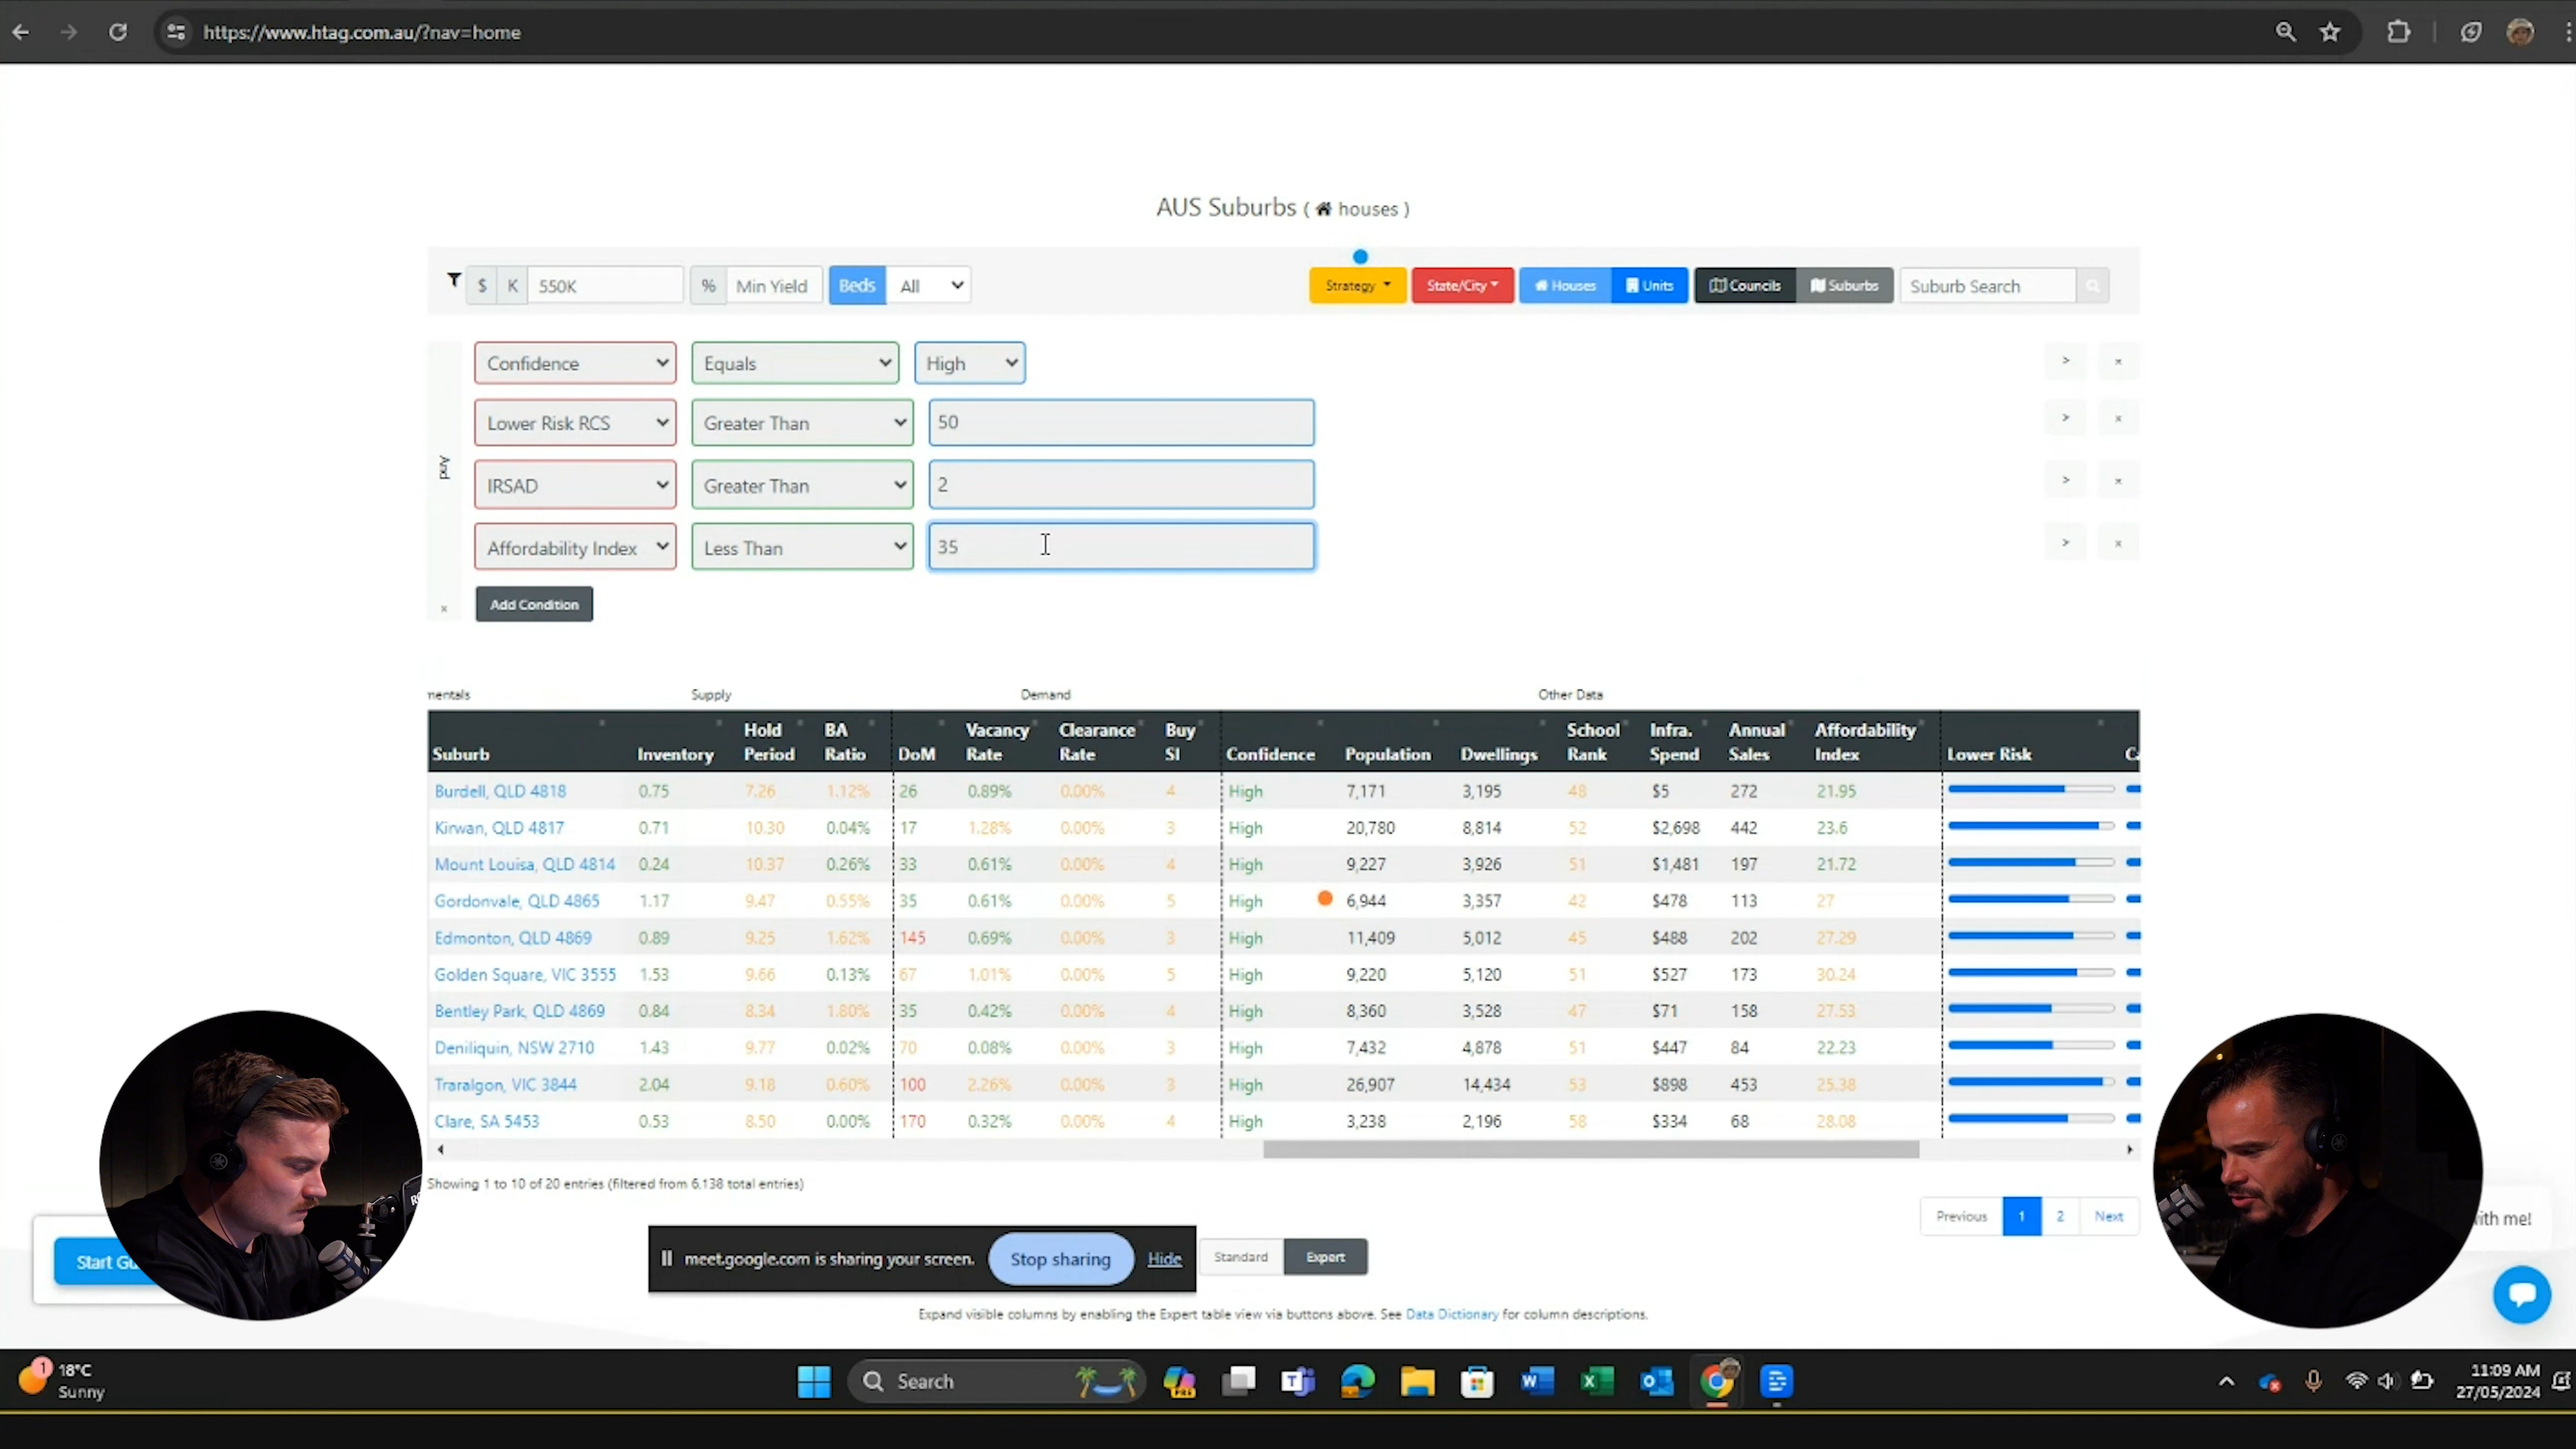 https://www.htag.com.au/?nav=home
AUS Suburbs ( houses )
$ K 550K % Min Yield Beds All Strategy State/City Houses Units Councils Suburbs Suburb Search
And
Confidence Equals High > x
Lower Risk RCS Greater Than 50 > x
IRSAD Greater Than 2 > x
Affordability Index Less Than 35 > x
x Add Condition
mentals Supply Demand Other Data
Suburb Inventory Hold Period BA Ratio DoM Vacancy Rate Clearance Rate Buy SI Confidence Population Dwellings School Rank Infra. Spend Annual Sales Affordability Index Lower Risk
Burdell, QLD 4818 0.75 7.26 1.12% 26 0.89% 0.00% 4 High 7,171 3,195 48 $5 272 21.95
Kirwan, QLD 4817 0.71 10.30 0.04% 17 1.28% 0.00% 3 High 20,780 8,814 52 $2,698 442 23.6
Mount Louisa, QLD 4814 0.24 10.37 0.26% 33 0.61% 0.00% 4 High 9,227 3,926 51 $1,481 197 21.72
Gordonvale, QLD 4865 1.17 9.47 0.55% 35 0.61% 0.00% 5 High 6,944 3,357 42 $478 113 27
Edmonton, QLD 4869 0.89 9.25 1.62% 145 0.69% 0.00% 3 High 11,409 5,012 45 $488 202 27.29
Golden Square, VIC 3555 1.53 9.66 0.13% 67 1.01% 0.00% 5 High 9,220 5,120 51 $527 173 30.24
Bentley Park, QLD 4869 0.84 8.34 1.80% 35 0.42% 0.00% 4 High 8,360 3,528 47 $71 158 27.53
Deniliquin, NSW 2710 1.43 9.77 0.02% 70 0.08% 0.00% 3 High 7,432 4,878 51 $447 84 22.23
Traralgon, VIC 3844 2.04 9.18 0.60% 100 2.26% 0.00% 3 High 26,907 14,434 53 $898 453 25.38
Clare, SA 5453 0.53 8.50 0.00% 170 0.32% 0.00% 4 High 3,238 2,196 58 $334 68 28.08
Showing 1 to 10 of 20 entries (filtered from 6,138 total entries)
Previous 1 2 Next
with me!
Start Gu
meet.google.com is sharing your screen. Stop sharing Hide
Standard Expert
Expand visible columns by enabling the Expert table view via buttons above. See Data Dictionary for column descriptions.
1 18°C
Sunny
Search
PRE
11:09 AM
27/05/2024